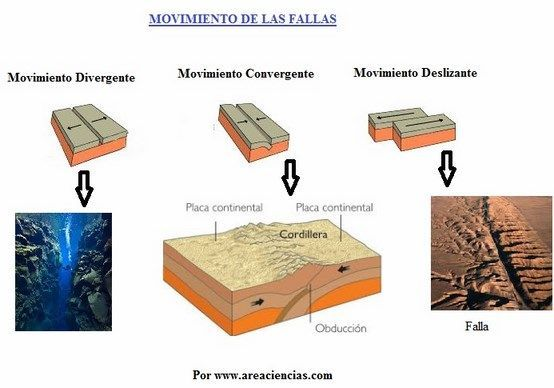 MOVIMIENTO DE LAS FALLAS
Movimiento Divergente
Movimiento Convergente
Movimiento Deslizante
Placa continental
Placa continental
Cordillera
Obducción
Falla
Por www.areaciencias.com